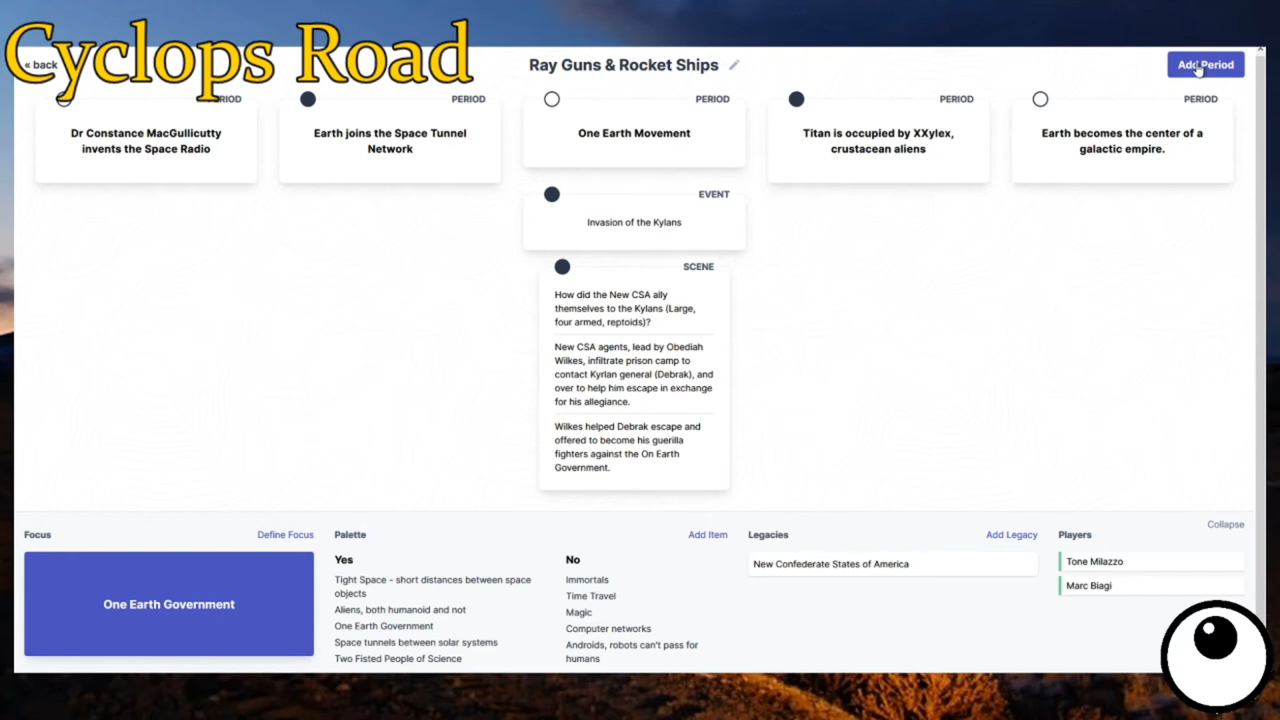 Cyclops Road
« back
Ray Guns & Rocket Ships
Add Period
PERIOD
Dr Constance MacGullicutty
invents the Space Radio
PERIOD
Earth joins the Space Tunnel
Network
PERIOD
One Earth Movement
PERIOD
Titan is occupied by XXylex,
crustacean aliens
PERIOD
Earth becomes the center of a
galactic empire.
EVENT
Invasion of the Kylans
SCENE
How did the New CSA ally
themselves to the Kylans (Large,
four armed, reptoids)?
New CSA agents, lead by Obediah
Wilkes, infiltrate prison camp to
contact Kyrlan general (Debrak), and
over to help him escape in exchange
for his allegiance.
Wilkes helped Debrak escape and
offered to become his guerilla
fighters against the On Earth
Government.
Collapse
Focus
Define Focus
One Earth Government
Palette
Add Item
Yes
Tight Space - short distances between space
objects
Aliens, both humanoid and not
One Earth Government
Space tunnels between solar systems
Two Fisted People of Science
No
Immortals
Time Travel
Magic
Computer networks
Androids, robots can't pass for
humans
Legacies
Add Legacy
New Confederate States of America
Players
Tone Milazzo
Marc Biagi